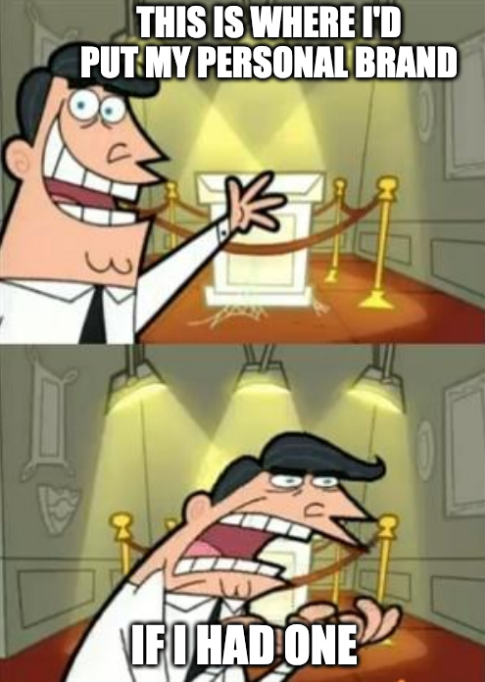 THIS IS WHERE I'D
PUT MY PERSONAL BRAND
IF I HAD ONE